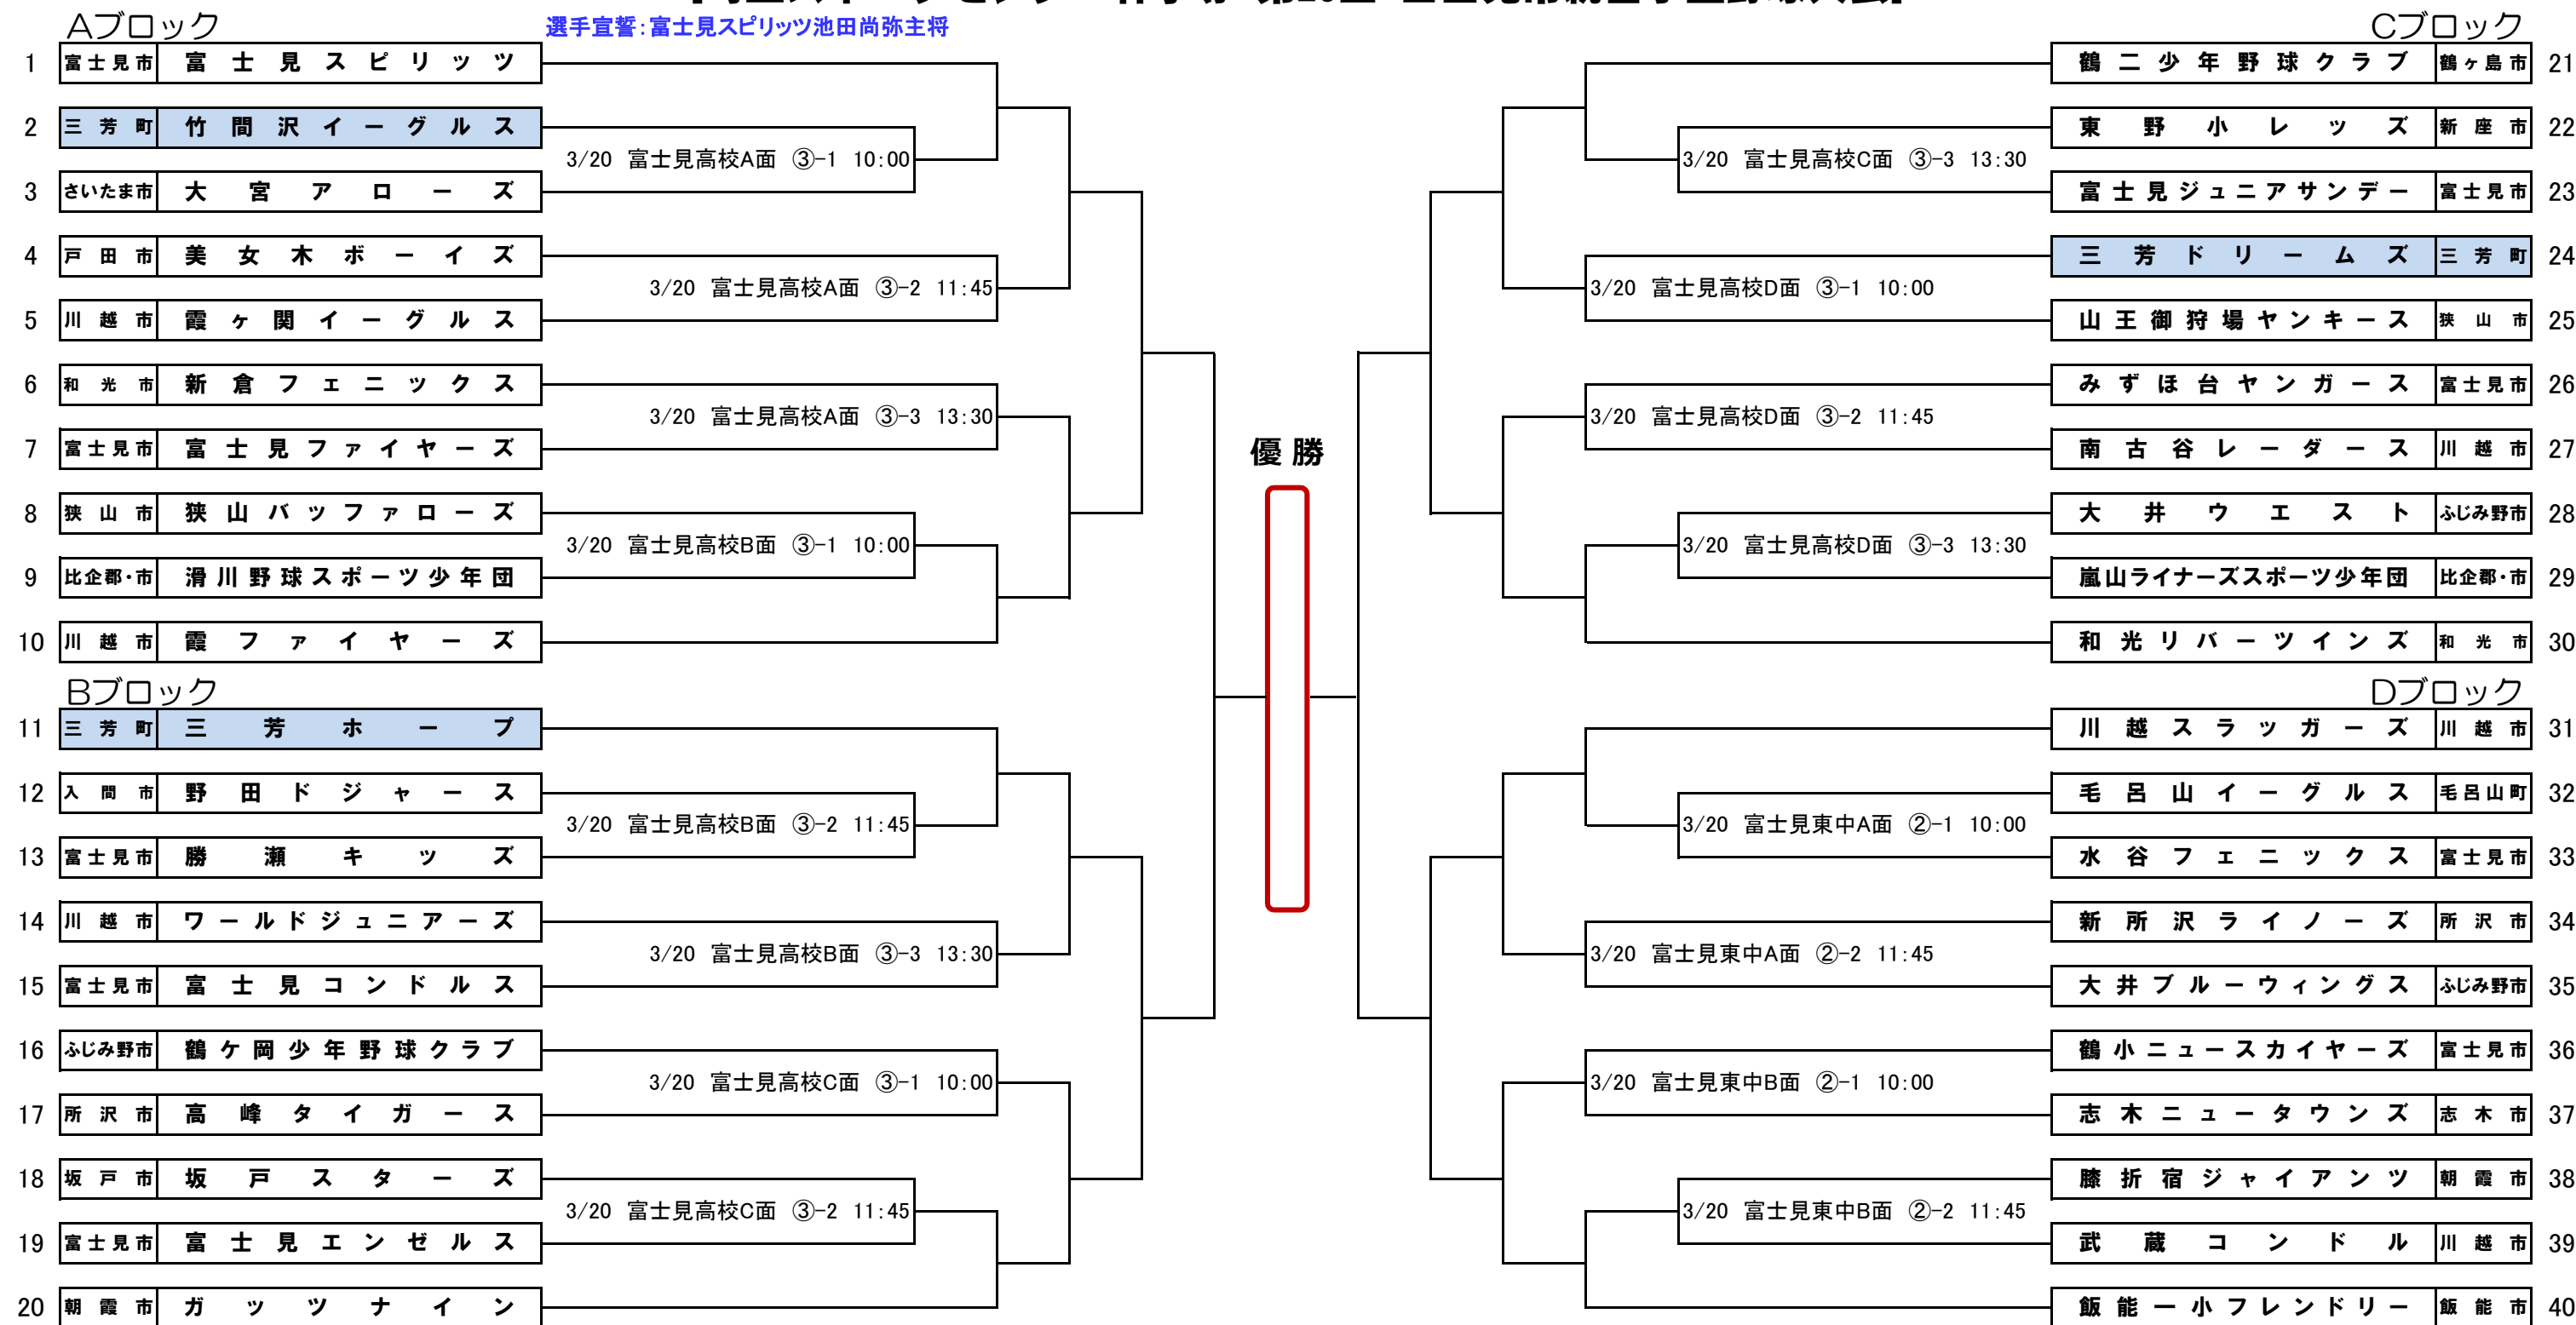 Aブロック
選手宣誓:富士見スピリッツ池田尚弥主将
1 富士見市 富士見スピリッツ
2 三芳町 竹間沢イーグルス
3/20 富士見高校A面 ③-1 10:00
3 さいたま市 大宮アローズ
4 戸田市 美女木ボーイズ
3/20 富士見高校A面 ③-2 11:45
5 川越市 霞ヶ関イーグルス
6 和光市 新倉フェニックス
3/20 富士見高校A面 ③-3 13:30
7 富士見市 富士見ファイヤーズ
8 狭山市 狭山バッファローズ
3/20 富士見高校B面 ③-1 10:00
9 比企郡・市 滑川野球スポーツ少年団
10 川越市 霞ファイヤーズ
Bブロック
11 三芳町 三芳ホープ
12 入間市 野田ドジャース
3/20 富士見高校B面 ③-2 11:45
13 富士見市 勝瀬キッズ
14 川越市 ワールドジュニアーズ
3/20 富士見高校B面 ③-3 13:30
15 富士見市 富士見コンドルス
16 ふじみ野市 鶴ケ岡少年野球クラブ
3/20 富士見高校C面 ③-1 10:00
17 所沢市 高峰タイガース
18 坂戸市 坂戸スターズ
3/20 富士見高校C面 ③-2 11:45
19 富士見市 富士見エンゼルス
20 朝霞市 ガッツナイン
優勝
Cブロック
鶴二少年野球クラブ 鶴ヶ島市 21
東野小レッズ 新座市 22
3/20 富士見高校C面 ③-3 13:30
富士見ジュニアサンデー 富士見市 23
三芳ドリームズ 三芳町 24
3/20 富士見高校D面 ③-1 10:00
山王御狩場ヤンキース 狭山市 25
みずほ台ヤンガース 富士見市 26
3/20 富士見高校D面 ③-2 11:45
南古谷レーダース 川越市 27
大井ウエスト ふじみ野市 28
3/20 富士見高校D面 ③-3 13:30
嵐山ライナーズスポーツ少年団 比企郡・市 29
和光リバーツインズ 和光市 30
Dブロック
川越スラッガーズ 川越市 31
毛呂山イーグルス 毛呂山町 32
3/20 富士見東中A面 ②-1 10:00
水谷フェニックス 富士見市 33
新所沢ライノーズ 所沢市 34
3/20 富士見東中A面 ②-2 11:45
大井ブルーウィングス ふじみ野市 35
鶴小ニュースカイヤーズ 富士見市 36
3/20 富士見東中B面 ②-1 10:00
志木ニュータウンズ 志木市 37
膝折宿ジャイアンツ 朝霞市 38
3/20 富士見東中B面 ②-2 11:45
武蔵コンドル 川越市 39
飯能一小フレンドリー 飯能市 40